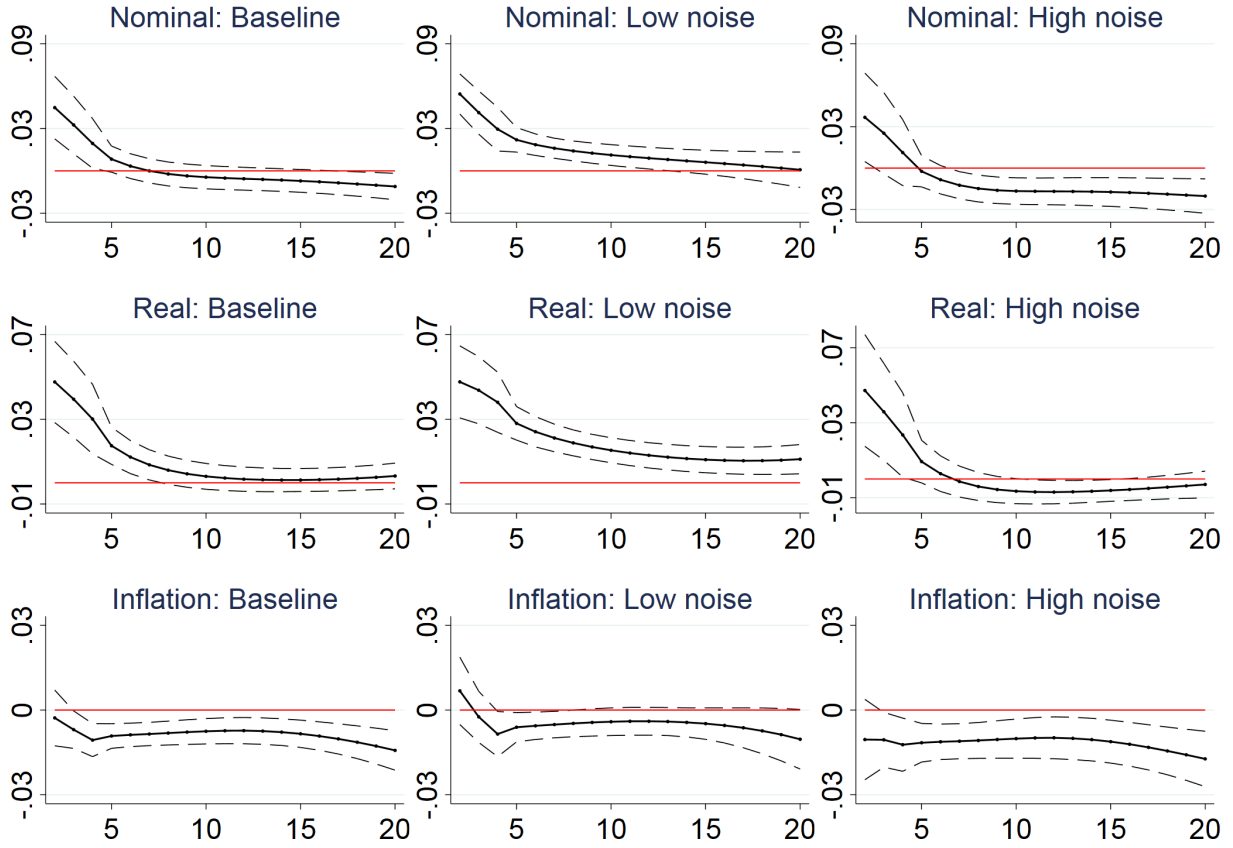 Nominal: Baseline
.09
.03
-.03
5 10 15 20
Nominal: Low noise
.09
.03
-.03
5 10 15 20
Nominal: High noise
.09
.03
-.03
5 10 15 20
Real: Baseline
.07
.03
-.01
5 10 15 20
Real: Low noise
.07
.03
-.01
5 10 15 20
Real: High noise
.07
.03
-.01
5 10 15 20
Inflation: Baseline
.03
0
-.03
5 10 15 20
Inflation: Low noise
.03
0
-.03
5 10 15 20
Inflation: High noise
.03
0
-.03
5 10 15 20